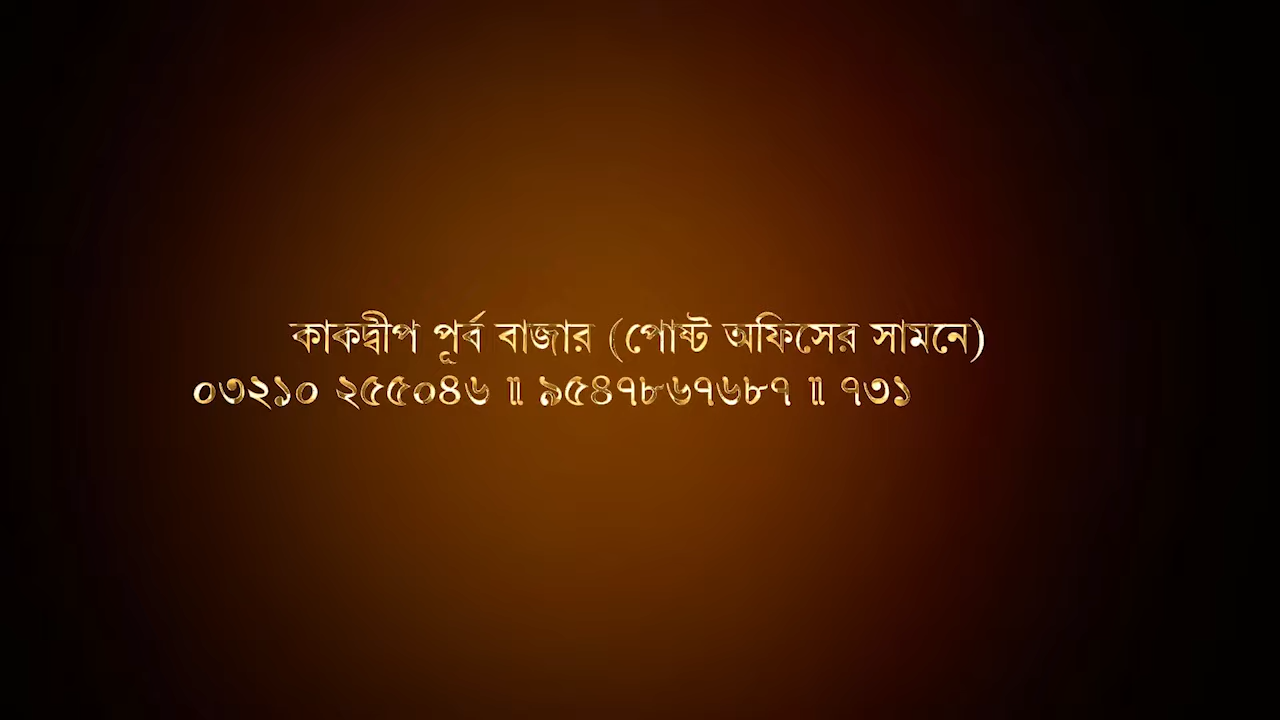 কাকদ্বীপ পূর্ব বাজার (পোষ্ট অফিসের সামনে)
০৩২১০ ২৫৫০৪৬ ॥ ৯৫৪৭৮৬৭৬৮৭ ॥ ৭৩১